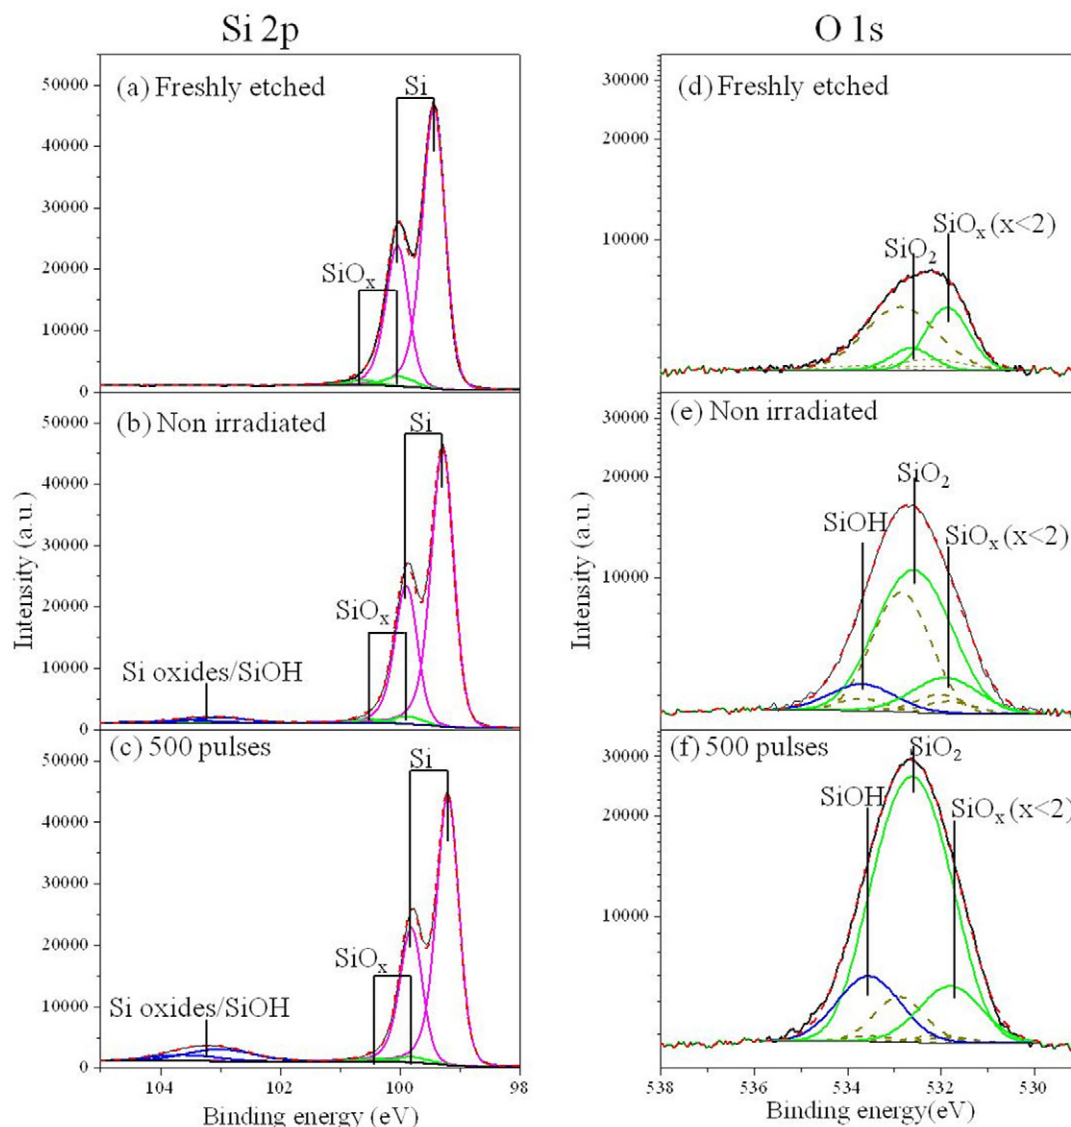 Si 2p
O 1s
(a) Freshly etched
Si
SiOx
50000
40000
30000
20000
10000
0
(b) Non irradiated
Si
SiOx
Si oxides/SiOH
50000
40000
30000
20000
10000
0
(c) 500 pulses
Si
SiOx
Si oxides/SiOH
50000
40000
30000
20000
10000
0
Intensity (a.u.)
104 102 100 98
Binding energy (eV)
(d) Freshly etched
SiOx (x<2)
SiO2
30000
20000
10000
(e) Non irradiated
SiO2
SiOH
SiOx (x<2)
30000
20000
10000
(f) 500 pulses
SiO2
SiOH
SiOx (x<2)
30000
20000
10000
Intensity (a.u.)
538 536 534 532 530
Binding energy(eV)